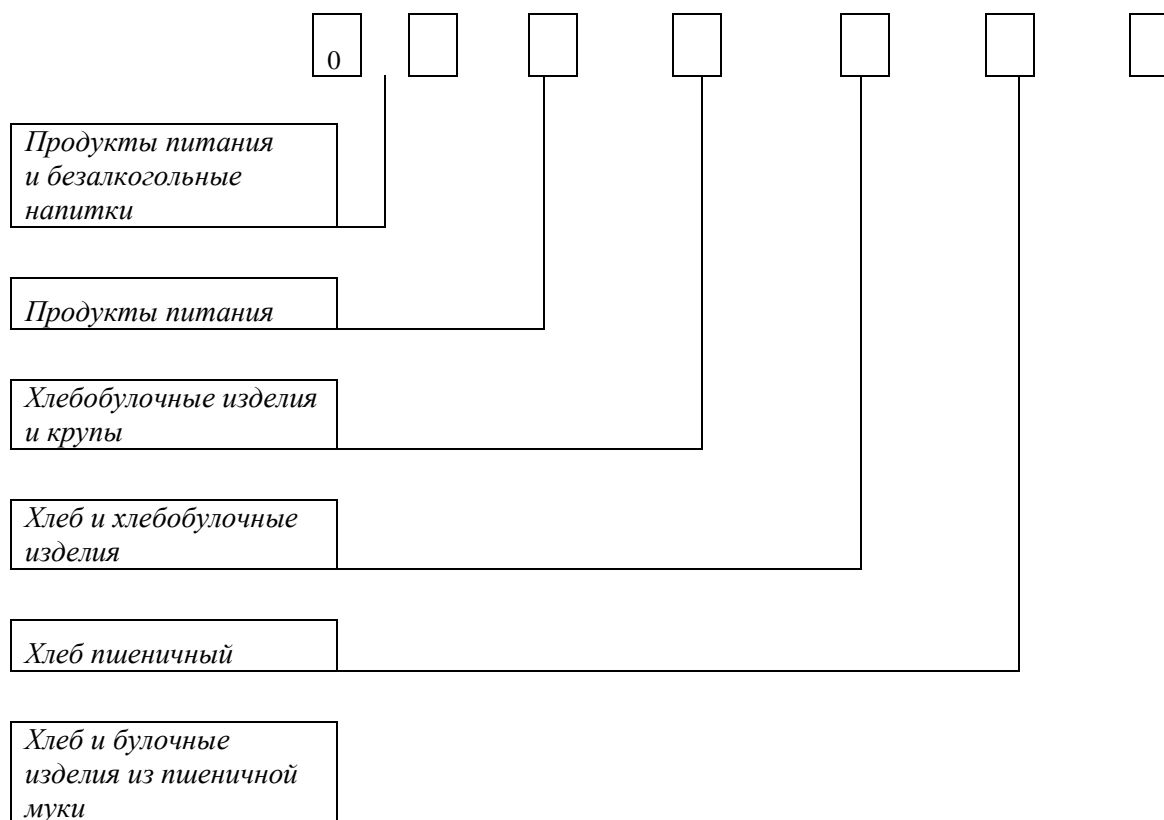 0
Продукты питания
и безалкогольные
напитки
Продукты питания
Хлебобулочные изделия
и крупы
Хлеб и хлебобулочные
изделия
Хлеб пшеничный
Хлеб и булочные
изделия из пшеничной
муки